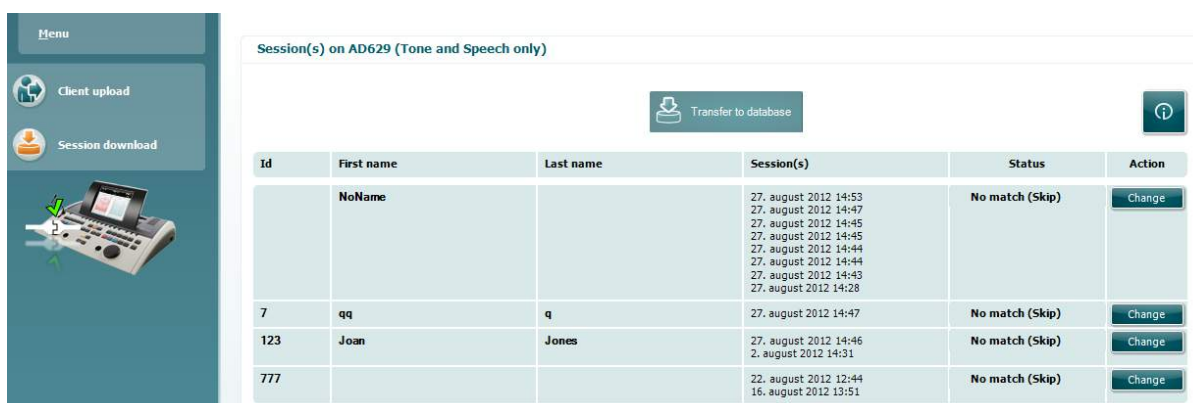 Menu
Client upload
Session download
Session(s) on AD629 (Tone and Speech only)
Transfer to database
Id First name Last name Session(s) Status Action
NoName 27. august 2012 14:53 No match (Skip) Change
27. august 2012 14:47
27. august 2012 14:45
27. august 2012 14:45
27. august 2012 14:44
27. august 2012 14:44
27. august 2012 14:43
27. august 2012 14:28
7 qq q 27. august 2012 14:47 No match (Skip) Change
123 Joan Jones 27. august 2012 14:46 No match (Skip) Change
2. august 2012 14:31
777 22. august 2012 12:44 No match (Skip) Change
16. august 2012 13:51